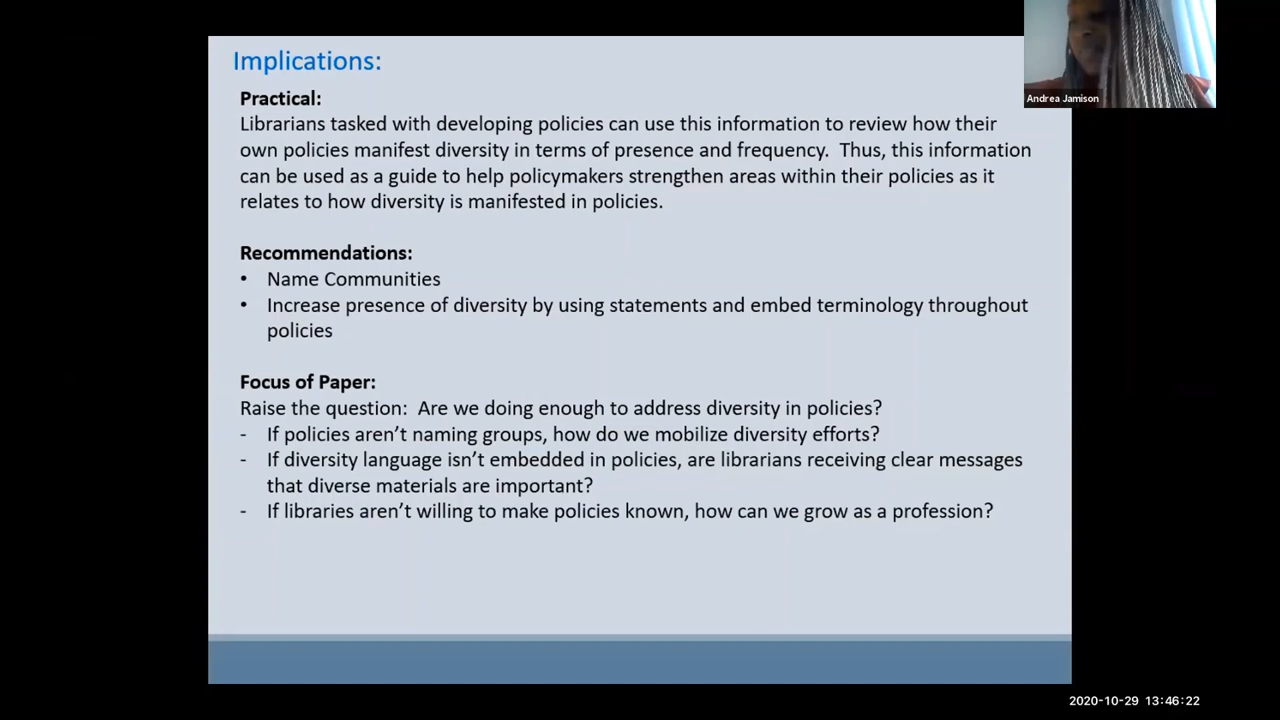 Implications:
Andrea Jamison
Practical:
Librarians tasked with developing policies can use this information to review how their
own policies manifest diversity in terms of presence and frequency.  Thus, this information
can be used as a guide to help policymakers strengthen areas within their policies as it
relates to how diversity is manifested in policies.
Recommendations:
• Name Communities
• Increase presence of diversity by using statements and embed terminology throughout
policies
Focus of Paper:
Raise the question:  Are we doing enough to address diversity in policies?
- If policies aren’t naming groups, how do we mobilize diversity efforts?
- If diversity language isn’t embedded in policies, are librarians receiving clear messages
that diverse materials are important?
- If libraries aren’t willing to make policies known, how can we grow as a profession?
2020-10-29 13:46:22